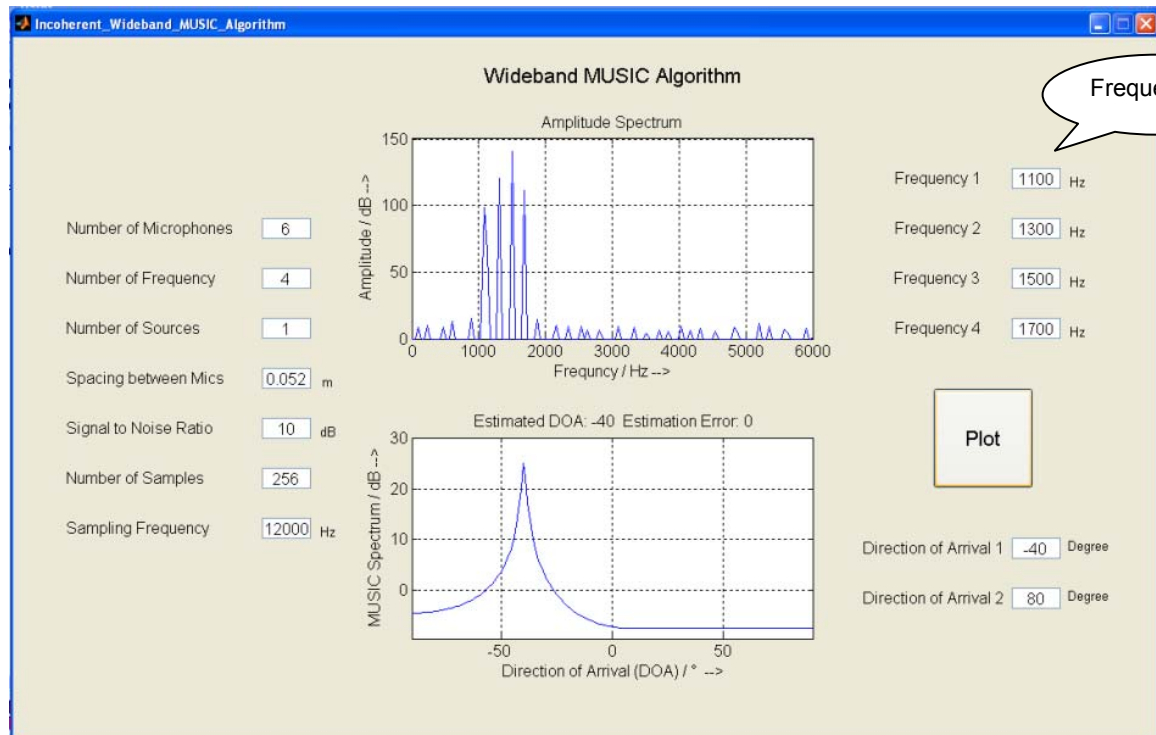 Incoherent_Wideband_MUSIC_Algorithm
Wideband MUSIC Algorithm
Number of Microphones 6
Number of Frequency 4
Number of Sources 1
Spacing between Mics 0.052 m
Signal to Noise Ratio 10 dB
Number of Samples 256
Sampling Frequency 12000 Hz
Amplitude Spectrum
Amplitude / dB -->
150
100
50
0
0 1000 2000 3000 4000 5000 6000
Frequncy / Hz -->
Estimated DOA: -40 Estimation Error: 0
MUSIC Spectrum / dB -->
30
20
10
0
-50 0 50
Direction of Arrival (DOA) / ° -->
Freque
Frequency 1 1100 Hz
Frequency 2 1300 Hz
Frequency 3 1500 Hz
Frequency 4 1700 Hz
Plot
Direction of Arrival 1 -40 Degree
Direction of Arrival 2 80 Degree